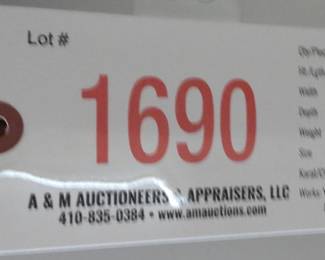 Lot #
1690
A & M AUCTIONEERS & APPRAISERS, LLC
410-835-0384 • www.amauctions.com
Width
Depth
Weight
Size